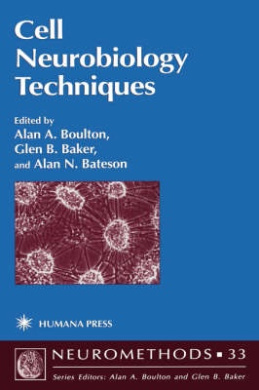 Cell
Neurobiology
Techniques
Edited by
Alan A. Boulton,
Glen B. Baker,
and Alan N. Bateson
HUMANA PRESS
NEUROMETHODS ▪ 33
Series Editors: Alan A. Boulton and Glen B. Baker